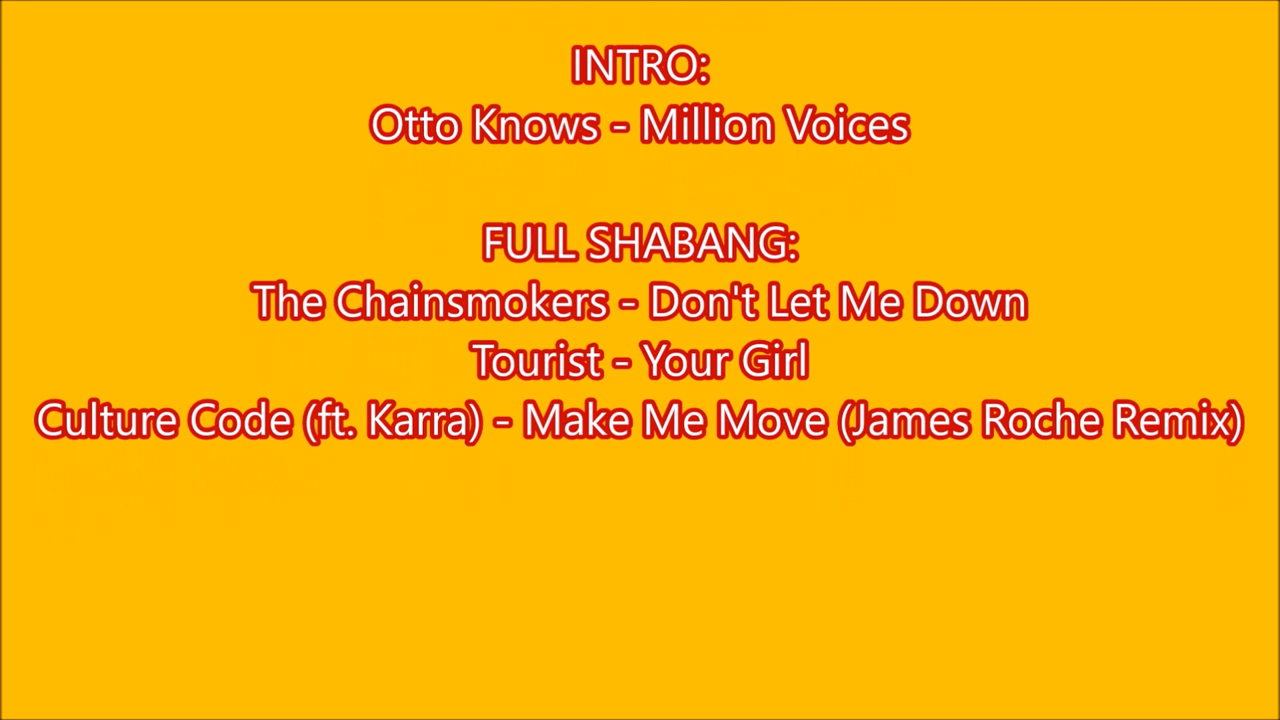 INTRO:
Otto Knows - Million Voices
FULL SHABANG:
The Chainsmokers - Don't Let Me Down
Tourist - Your Girl
Culture Code (ft. Karra) - Make Me Move (James Roche Remix)